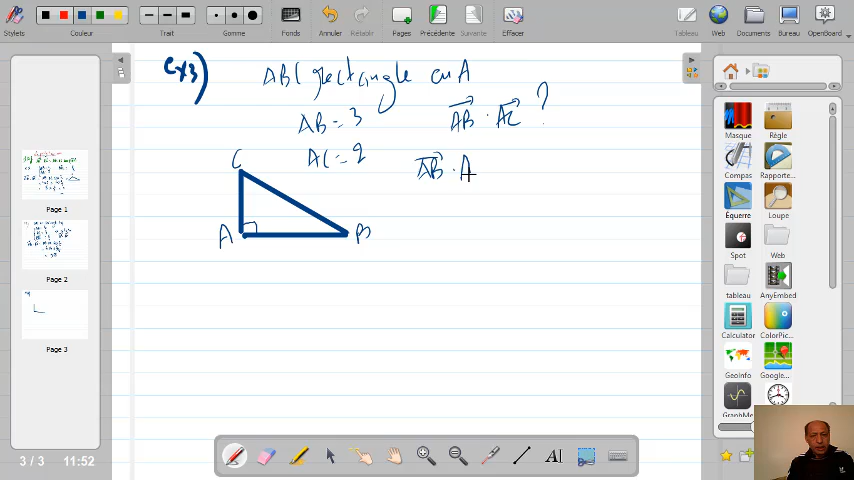 Stylets
Couleur
Trait
Gomme
Fonds
Annuler
Rétablir
Pages
Précédente
Suivante
Effacer
Tableau
Web
Documents
Bureau
OpenBoard
Ex3) ABC rectangle en A
AB = 3
AB · AC ?
AC = 2
AB · A
C
A
B
Page 1
Page 2
Page 3
Masques
Règle
Compas
Rapporte...
Équerre
Loupe
Spot
Web
tableau
AnyEmbed
Calculator
ColorPic...
GeoInfo
Google...
GraphMe
3 / 3 11:52